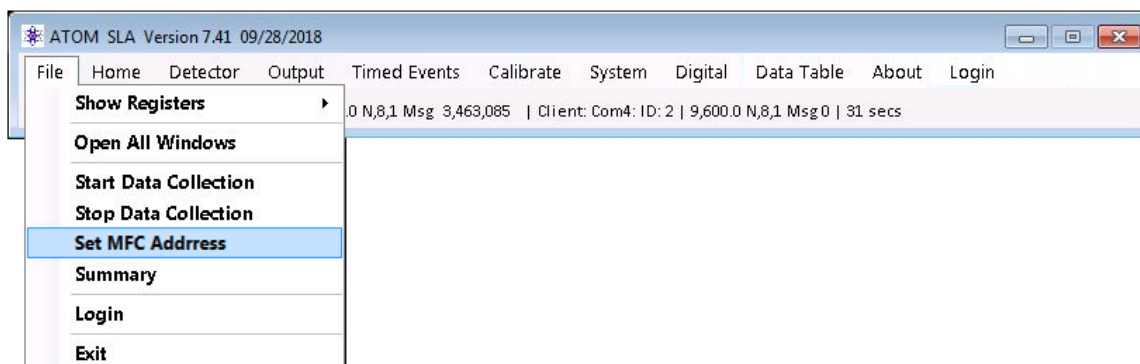 ATOM SLA Version 7.41 09/28/2018
File Home Detector Output Timed Events Calibrate System Digital Data Table About Login
.0 N,8,1 Msg 3,463,085 | Client: Com4: ID: 2 | 9,600.0 N,8,1 Msg 0 | 31 secs
Show Registers
Open All Windows
Start Data Collection
Stop Data Collection
Set MFC Addrress
Summary
Login
Exit